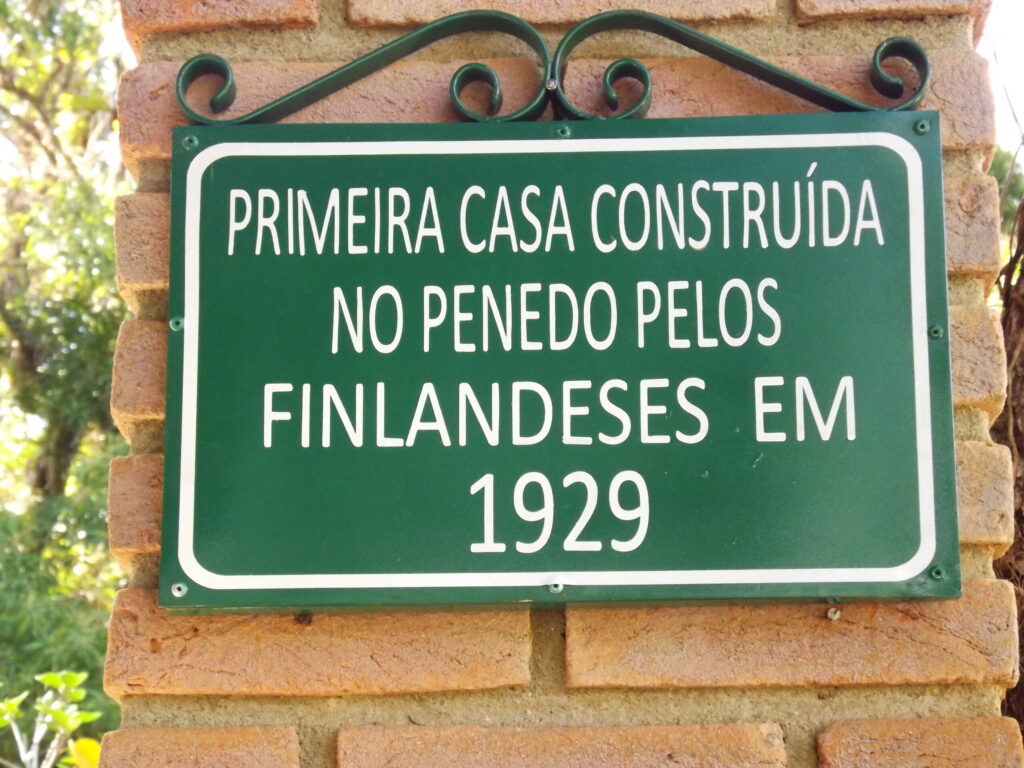 PRIMEIRA CASA CONSTRUÍDA
NO PENEDO PELOS
FINLANDESES EM
1929